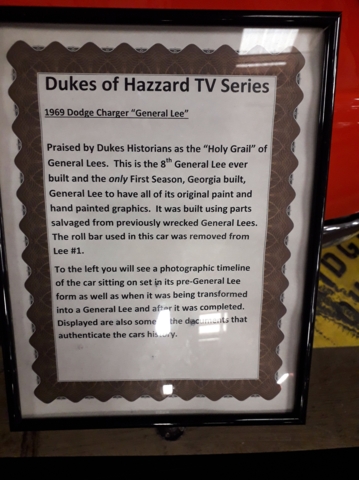 Dukes of Hazzard TV Series
1969 Dodge Charger “General Lee”
Praised by Dukes Historians as the “Holy Grail” of
General Lees. This is the 8th General Lee ever
built and the only First Season, Georgia built,
General Lee to have all of its original paint and
hand painted graphics. It was built using parts
salvaged from previously wrecked General Lees.
The roll bar used in this car was removed from
Lee #1.
To the left you will see a photographic timeline
of the car sitting on set in its pre-General Lee
form as well as when it was being transformed
into a General Lee and after it was completed.
Displayed are also some the documents that
authenticate the cars history.